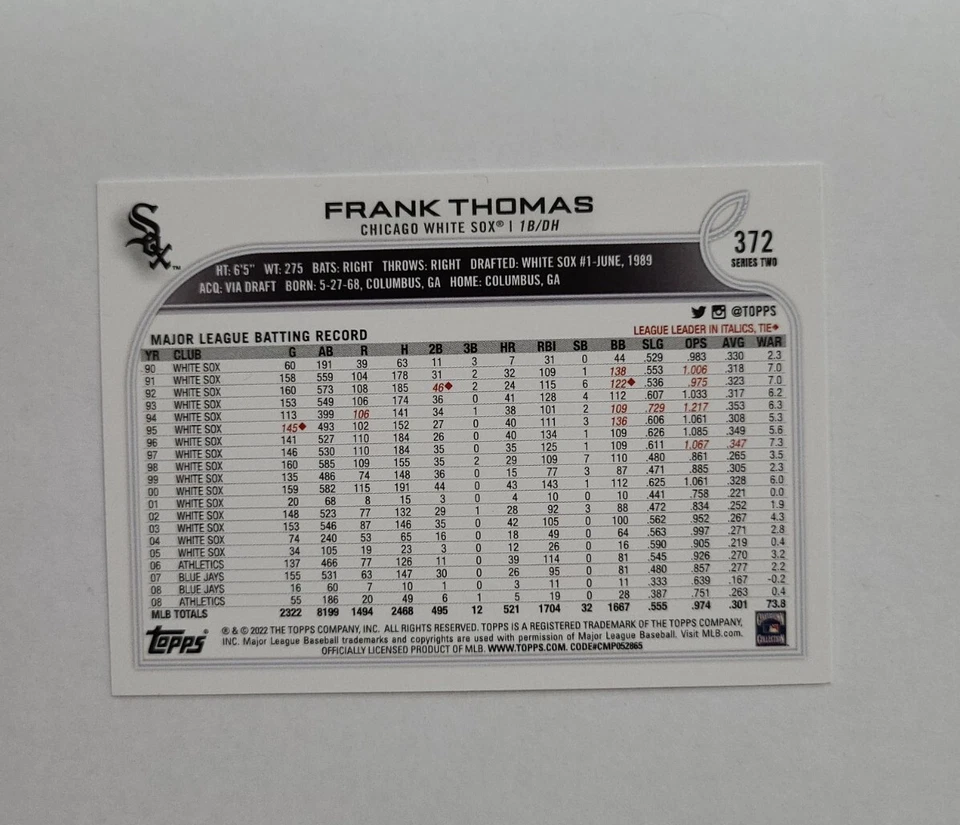 Sox™
FRANK THOMAS
CHICAGO WHITE SOX® | 1B/DH
372
SERIES TWO
HT: 6'5" WT: 275 BATS: RIGHT THROWS: RIGHT DRAFTED: WHITE SOX #1-JUNE, 1989
ACQ: VIA DRAFT BORN: 5-27-68, COLUMBUS, GA HOME: COLUMBUS, GA
@TOPPS
MAJOR LEAGUE BATTING RECORD LEAGUE LEADER IN ITALICS, TIE◆
YR CLUB G AB R H 2B 3B HR RBI SB BB SLG OPS AVG WAR
90 WHITE SOX 60 191 39 63 11 3 7 31 0 44 .529 .983 .330 2.3
91 WHITE SOX 158 559 104 178 31 2 32 109 1 138 .553 1.006 .318 7.0
92 WHITE SOX 160 573 108 185 46◆ 2 24 115 6 122◆ .536 .975 .323 7.0
93 WHITE SOX 153 549 106 174 36 0 41 128 4 112 .607 1.033 .317 6.2
94 WHITE SOX 113 399 106 141 34 1 38 101 2 109 .729 1.217 .353 6.3
95 WHITE SOX 145◆ 493 102 152 27 0 40 111 3 136 .606 1.061 .308 5.3
96 WHITE SOX 141 527 110 184 26 0 40 134 1 109 .626 1.085 .349 5.6
97 WHITE SOX 146 530 110 184 35 0 35 125 1 109 .611 1.067 .347 7.3
98 WHITE SOX 160 585 109 155 35 2 29 109 7 110 .480 .861 .265 3.5
99 WHITE SOX 135 486 74 148 36 0 15 77 3 87 .471 .885 .305 2.3
00 WHITE SOX 159 582 115 191 44 0 43 143 1 112 .625 1.061 .328 6.0
01 WHITE SOX 20 68 8 15 3 0 4 10 0 10 .441 .758 .221 0.0
02 WHITE SOX 148 523 77 132 29 1 28 92 3 88 .472 .834 .252 1.9
03 WHITE SOX 153 546 87 146 35 0 42 105 0 100 .562 .952 .267 4.3
04 WHITE SOX 74 240 53 65 16 0 18 49 0 64 .563 .997 .271 2.8
05 WHITE SOX 34 105 19 23 3 0 12 26 0 16 .590 .905 .219 0.4
06 ATHLETICS 137 466 77 126 11 0 39 114 0 81 .545 .926 .270 3.2
07 BLUE JAYS 155 531 63 147 30 0 26 95 0 81 .480 .857 .277 2.2
08 BLUE JAYS 16 60 7 10 1 0 3 11 0 11 .333 .639 .167 -0.2
08 ATHLETICS 55 186 20 49 6 1 5 19 0 28 .387 .751 .263 0.4
MLB TOTALS 2322 8199 1494 2468 495 12 521 1704 32 1667 .555 .974 .301 73.8
Topps
® & © 2022 THE TOPPS COMPANY, INC. ALL RIGHTS RESERVED. TOPPS IS A REGISTERED TRADEMARK OF THE TOPPS COMPANY,
INC. Major League Baseball trademarks and copyrights are used with permission of Major League Baseball. Visit MLB.com.
OFFICIALLY LICENSED PRODUCT OF MLB. WWW.TOPPS.COM. CODE#CMP052865
COOPERSTOWN
COLLECTION